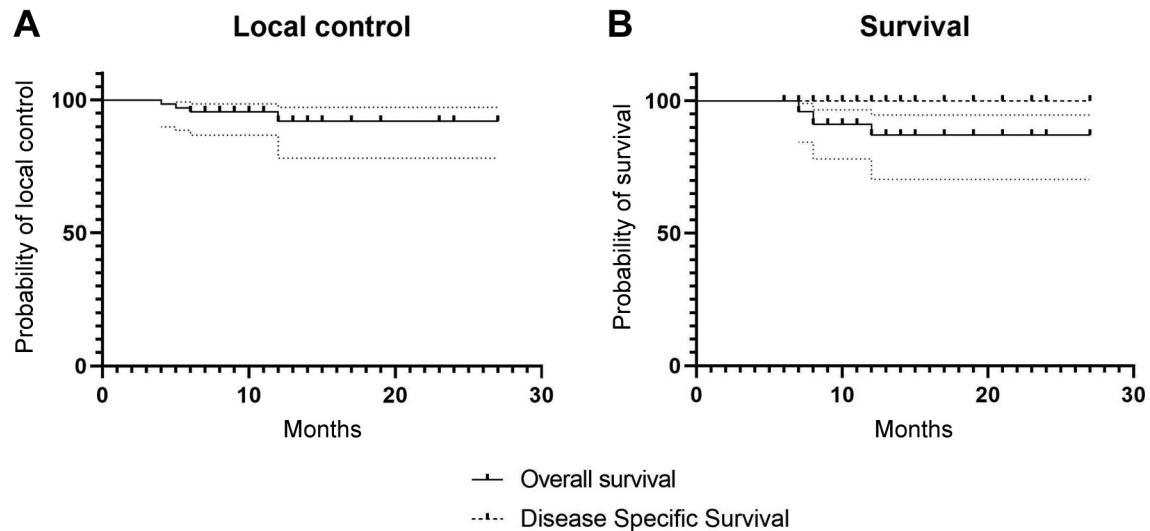 A Local control
Probability of local control
100
50
0
0 10 20 30
Months
B Survival
Probability of survival
100
50
0
0 10 20 30
Months
Overall survival
Disease Specific Survival